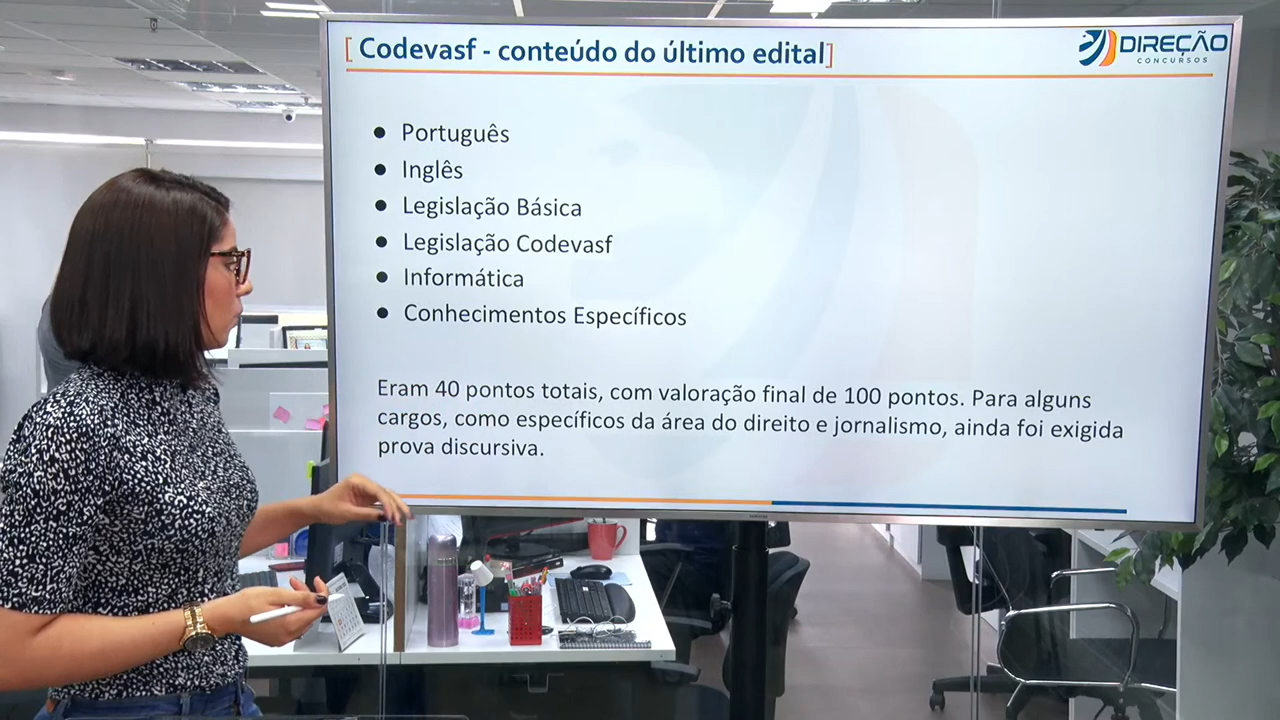 [ Codevasf - conteúdo do último edital]
DIREÇÃO
CONCURSOS
● Português
● Inglês
● Legislação Básica
● Legislação Codevasf
● Informática
● Conhecimentos Específicos
Eram 40 pontos totais, com valoração final de 100 pontos. Para alguns
cargos, como específicos da área do direito e jornalismo, ainda foi exigida
prova discursiva.